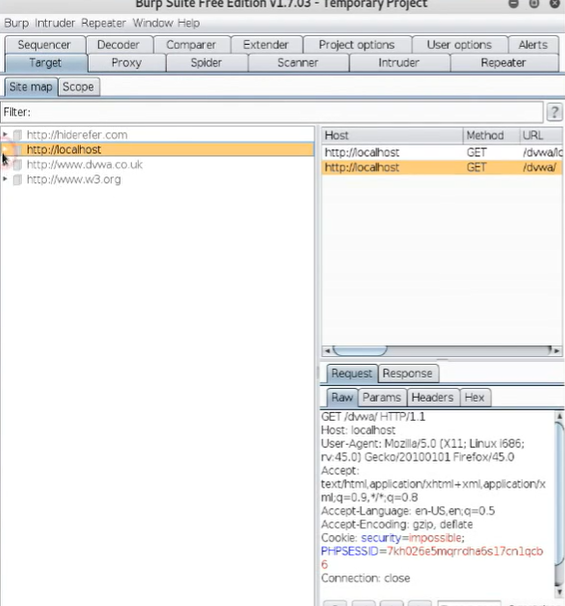 Burp Suite Free Edition v1.7.03 - Temporary Project
Burp Intruder Repeater Window Help
Sequencer Decoder Comparer Extender Project options User options Alerts
Target Proxy Spider Scanner Intruder Repeater
Site map Scope
Filter:
?
http://hiderefer.com
http://localhost
http://www.dvwa.co.uk
http://www.w3.org
Host Method URL
http://localhost GET /dvwa/lo
http://localhost GET /dvwa/
Request Response
Raw Params Headers Hex
GET /dvwa/ HTTP/1.1
Host: localhost
User-Agent: Mozilla/5.0 (X11; Linux i686;
rv:45.0) Gecko/20100101 Firefox/45.0
Accept:
text/html,application/xhtml+xml,application/x
ml;q=0.9,*/*;q=0.8
Accept-Language: en-US,en;q=0.5
Accept-Encoding: gzip, deflate
Cookie: security=impossible;
PHPSESSID=7kh026e5mqrrdha6s17cn1qcb
6
Connection: close